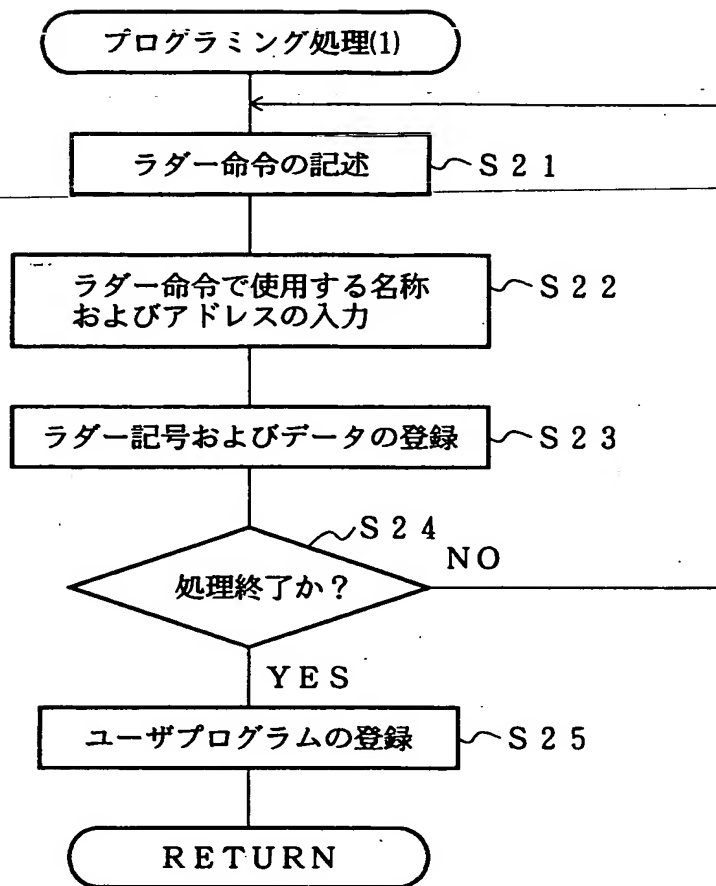 プログラミング処理(1)
ラダー命令の記述
S21
ラダー命令で使用する名称
およびアドレスの入力
S22
ラダー記号およびデータの登録
S23
S24
処理終了か?
NO
YES
ユーザプログラムの登録
S25
RETURN